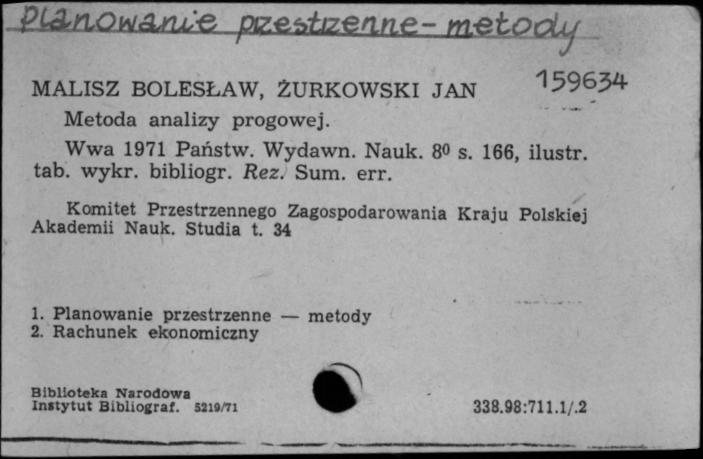 Planowanie przestrzenne - metody
159634
MALISZ BOLESŁAW, ŻURKOWSKI JAN
Metoda analizy progowej.
Wwa 1971 Państw. Wydawn. Nauk. 8⁰ s. 166, ilustr.
tab. wykr. bibliogr. Rez. Sum. err.
Komitet Przestrzennego Zagospodarowania Kraju Polskiej
Akademii Nauk. Studia t. 34
1. Planowanie przestrzenne — metody
2. Rachunek ekonomiczny
Biblioteka Narodowa
Instytut Bibliograf. 5219/71
338.98:711.1/.2